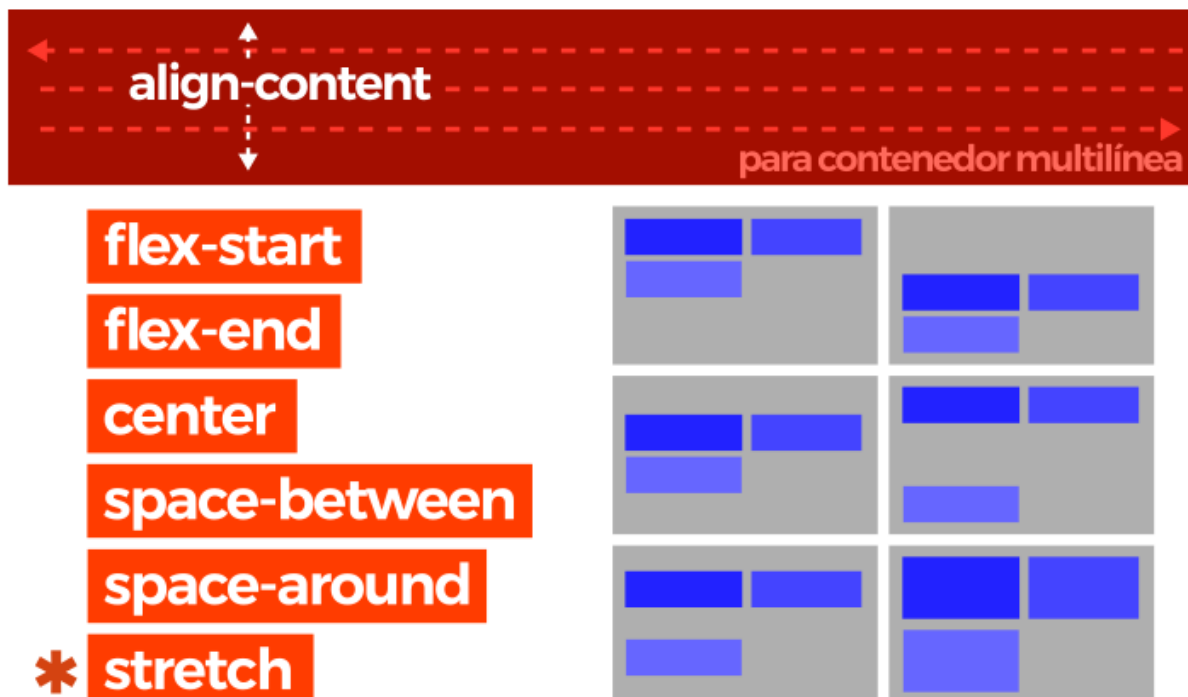 align-content
para contenedor multilínea
flex-start
flex-end
center
space-between
space-around
* stretch